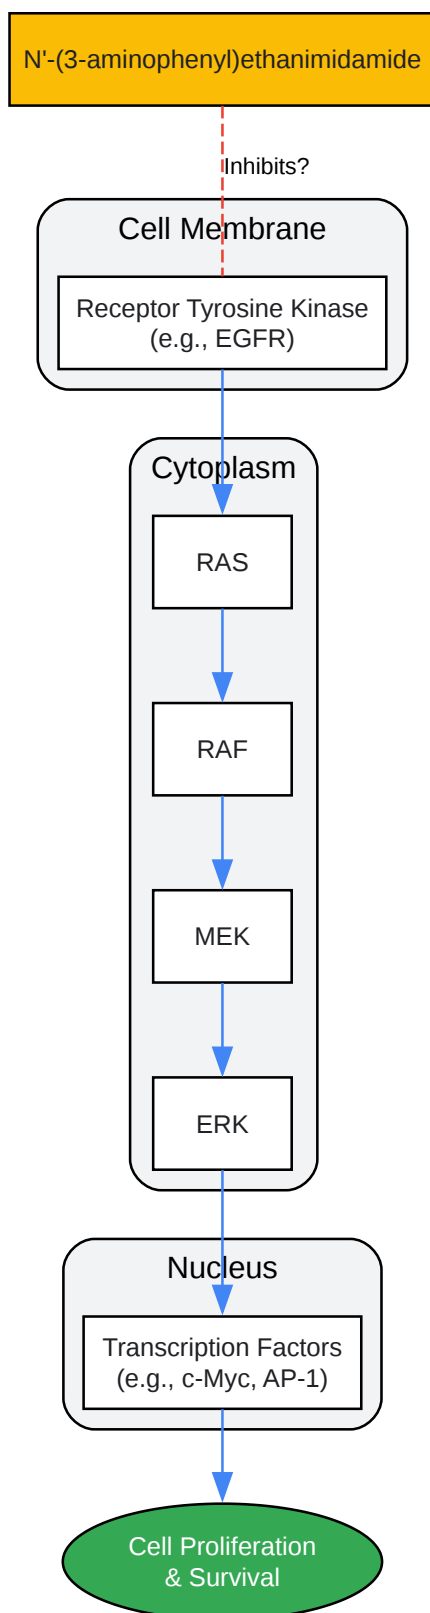 N'-(3-aminophenyl)ethanimidamide
Inhibits?
Cell Membrane
Receptor Tyrosine Kinase
(e.g., EGFR)
Cytoplasm
RAS
RAF
MEK
ERK
Nucleus
Transcription Factors
(e.g., c-Myc, AP-1)
Cell Proliferation
& Survival